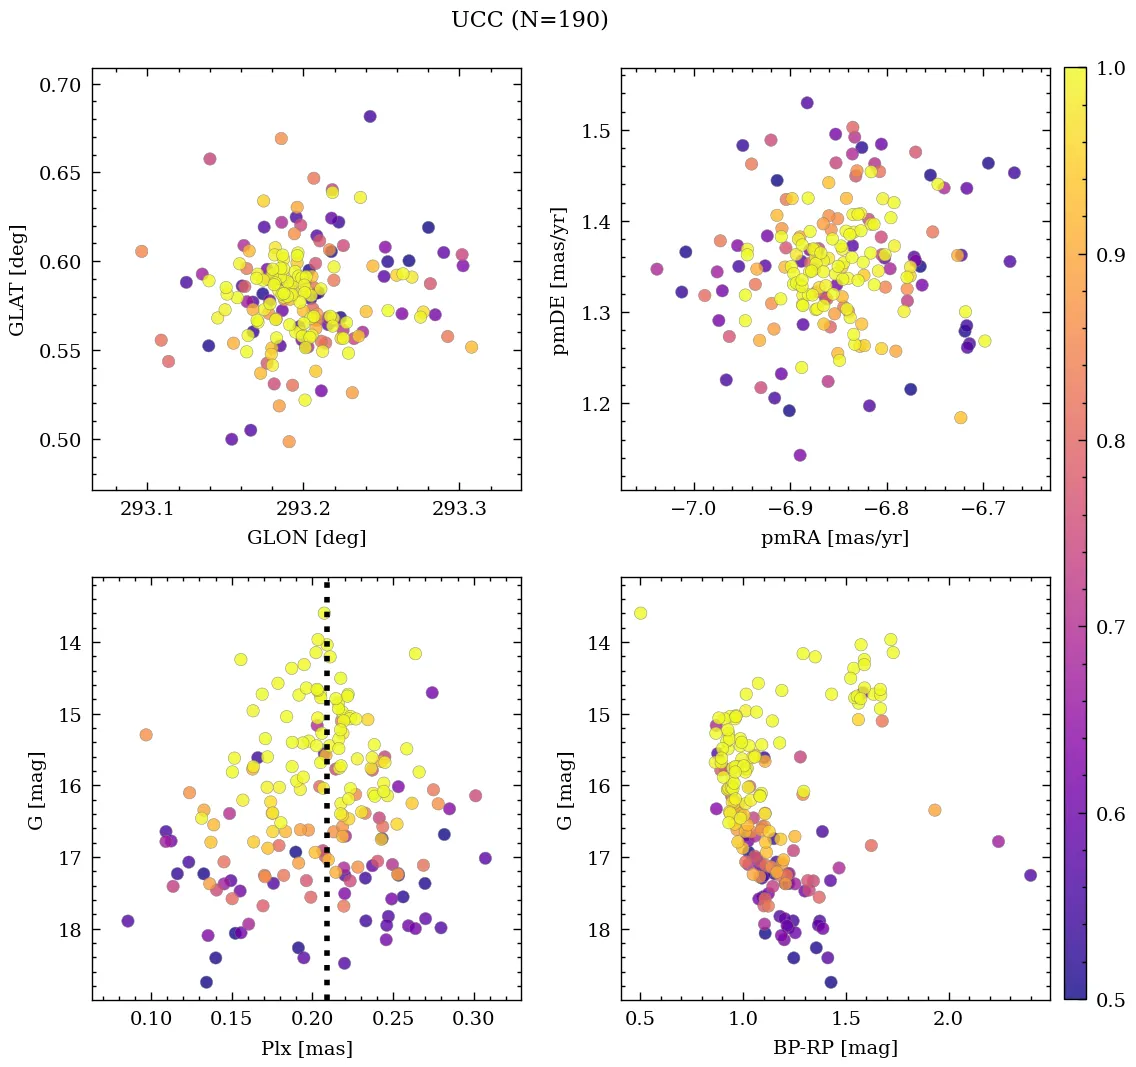 UCC (N=190)
0.70
0.65
0.60
0.55
0.50
GLAT [deg]
293.1 293.2 293.3
GLON [deg]
1.5
1.4
1.3
1.2
pmDE [mas/yr]
−7.0 −6.9 −6.8 −6.7
pmRA [mas/yr]
1.0
0.9
0.8
0.7
0.6
0.5
14
15
16
17
18
G [mag]
0.10 0.15 0.20 0.25 0.30
Plx [mas]
14
15
16
17
18
G [mag]
0.5 1.0 1.5 2.0
BP-RP [mag]